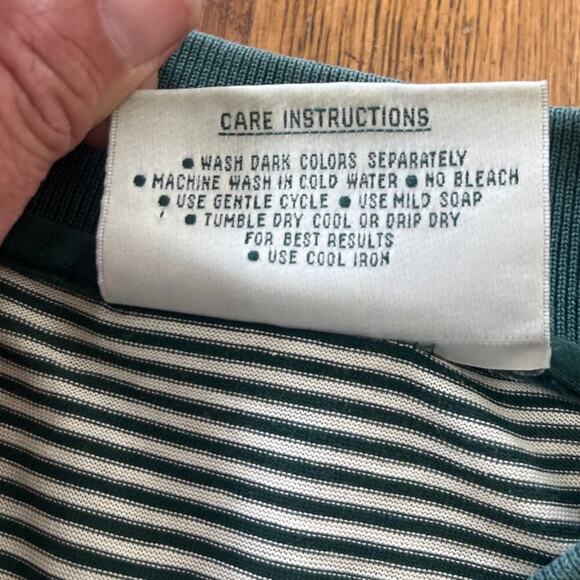 CARE INSTRUCTIONS
● WASH DARK COLORS SEPARATELY
● MACHINE WASH IN COLD WATER ● NO BLEACH
● USE GENTLE CYCLE ● USE MILD SOAP
● TUMBLE DRY COOL OR DRIP DRY
FOR BEST RESULTS
● USE COOL IRON